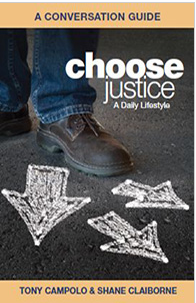 A CONVERSATION GUIDE
choose
justice
A Daily Lifestyle
TONY CAMPOLO & SHANE CLAIBORNE